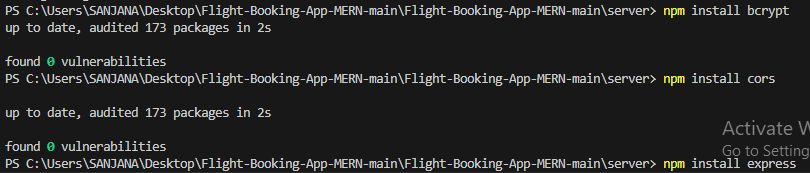 PS C:\Users\SANJANA\Desktop\Flight-Booking-App-MERN-main\Flight-Booking-App-MERN-main\server> npm install bcrypt
up to date, audited 173 packages in 2s
found 0 vulnerabilities
PS C:\Users\SANJANA\Desktop\Flight-Booking-App-MERN-main\Flight-Booking-App-MERN-main\server> npm install cors
up to date, audited 173 packages in 2s
Activate W
found 0 vulnerabilities
Go to Setting
PS C:\Users\SANJANA\Desktop\Flight-Booking-App-MERN-main\Flight-Booking-App-MERN-main\server> npm install express